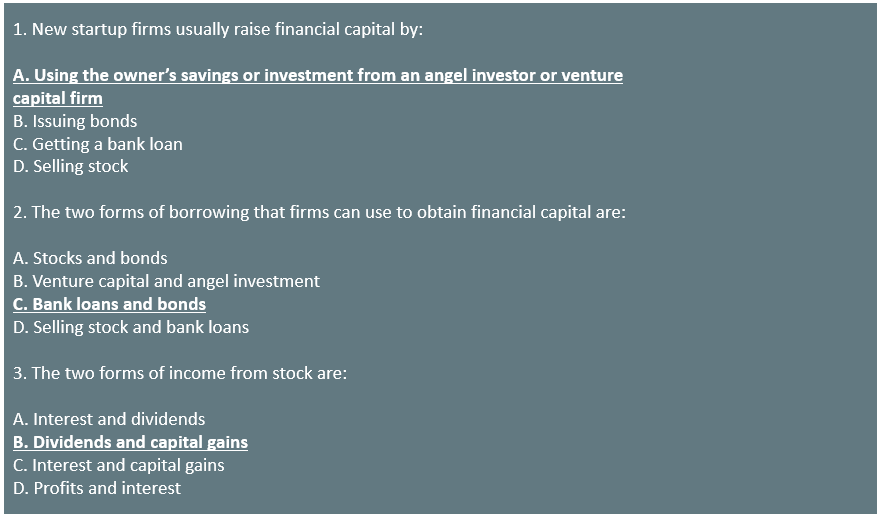 1. New startup firms usually raise financial capital by:
A. Using the owner’s savings or investment from an angel investor or venture
capital firm
B. Issuing bonds
C. Getting a bank loan
D. Selling stock
2. The two forms of borrowing that firms can use to obtain financial capital are:
A. Stocks and bonds
B. Venture capital and angel investment
C. Bank loans and bonds
D. Selling stock and bank loans
3. The two forms of income from stock are:
A. Interest and dividends
B. Dividends and capital gains
C. Interest and capital gains
D. Profits and interest